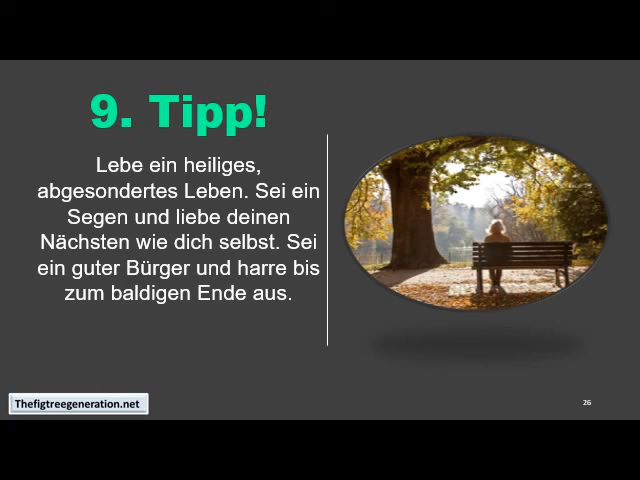 9. Tipp!
Lebe ein heiliges,
abgesondertes Leben. Sei ein
Segen und liebe deinen
Nächsten wie dich selbst. Sei
ein guter Bürger und harre bis
zum baldigen Ende aus.
Thefigtreegeneration.net
26